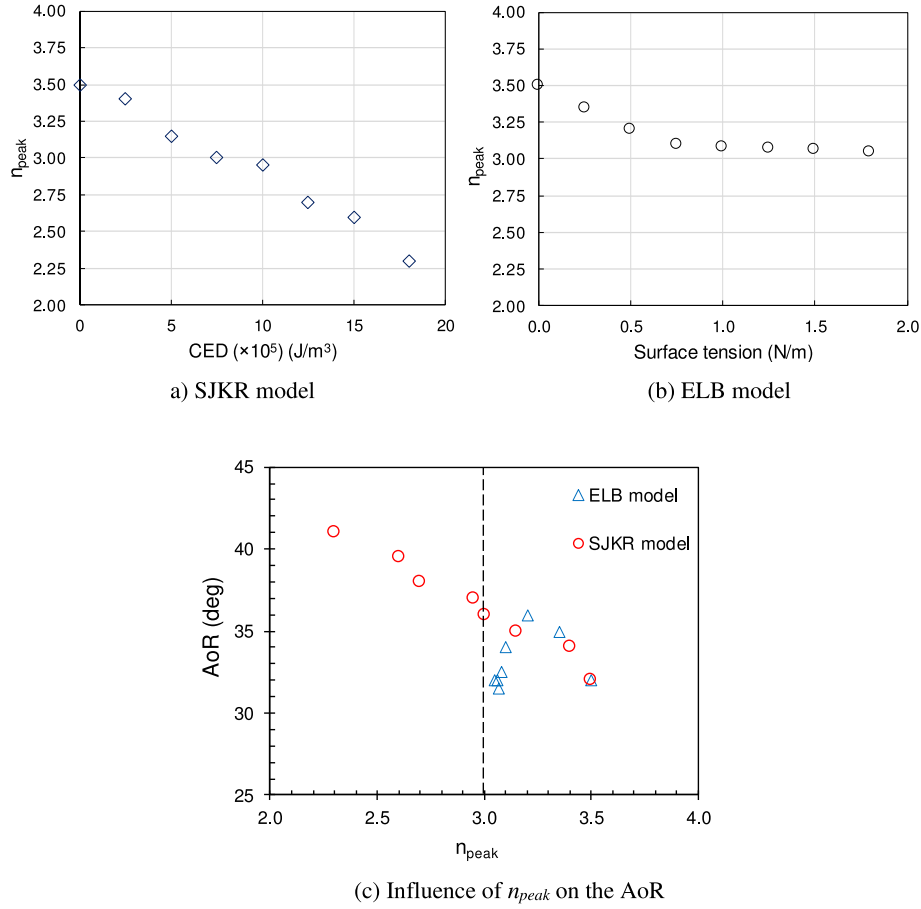 4.00
3.75
3.50
3.25
3.00
2.75
2.50
2.25
2.00
n_peak
0 5 10 15 20
CED (×10⁵) (J/m³)
a) SJKR model
4.00
3.75
3.50
3.25
3.00
2.75
2.50
2.25
2.00
n_peak
0.0 0.5 1.0 1.5 2.0
Surface tension (N/m)
(b) ELB model
45
40
35
30
25
AoR (deg)
ELB model
SJKR model
2.0 2.5 3.0 3.5 4.0
n_peak
(c) Influence of n_peak on the AoR